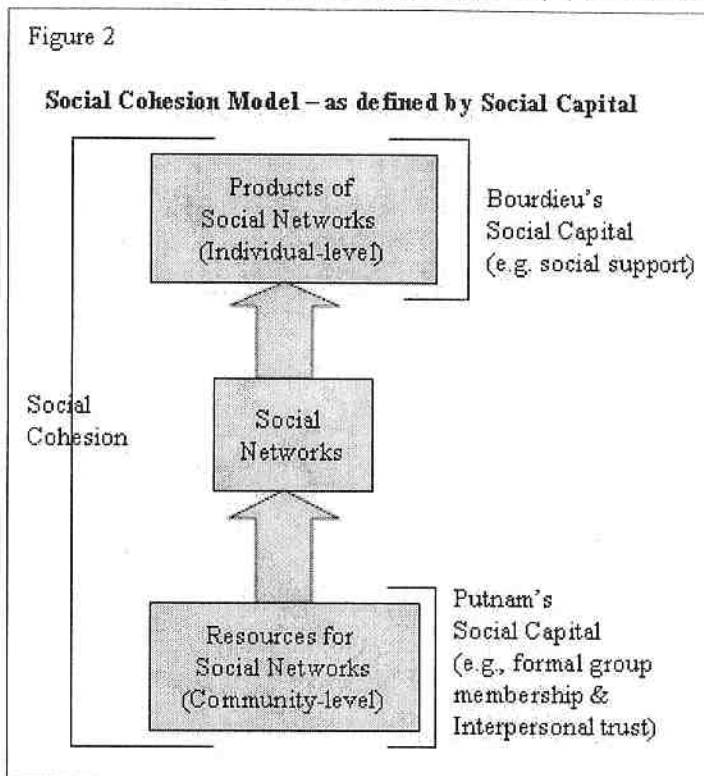 Figure 2
Social Cohesion Model – as defined by Social Capital
Products of
Social Networks
(Individual-level)
Bourdieu's
Social Capital
(e.g. social support)
Social
Cohesion
Social
Networks
Resources for
Social Networks
(Community-level)
Putnam's
Social Capital
(e.g., formal group
membership &
Interpersonal trust)